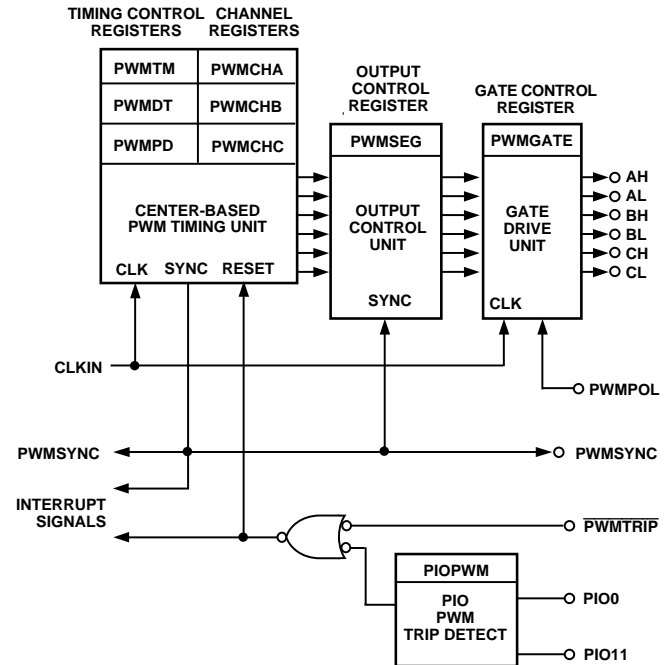 TIMING CONTROL
REGISTERS
CHANNEL
REGISTERS
PWMTM
PWMCHA
PWMDT
PWMCHB
PWMPD
PWMCHC
CENTER-BASED
PWM TIMING UNIT
CLK
SYNC
RESET
OUTPUT
CONTROL
REGISTER
PWMSEG
OUTPUT
CONTROL
UNIT
SYNC
GATE CONTROL
REGISTER
PWMGATE
GATE
DRIVE
UNIT
CLK
AH
AL
BH
BL
CH
CL
CLKIN
PWMPOL
PWMSYNC
PWMSYNC
INTERRUPT
SIGNALS
PWMTRIP
PIOPWM
PIO
PWM
TRIP DETECT
PIO0
PIO11